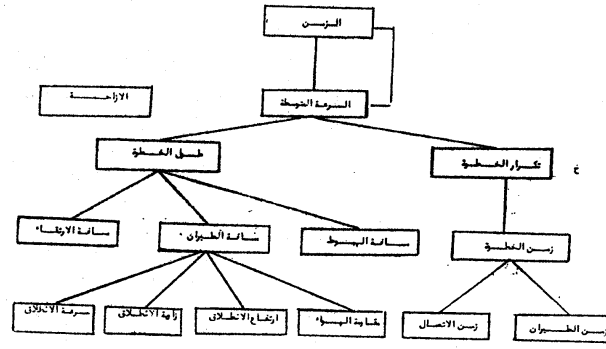 الزمن
الازاحة
السرعة المتوسطة
طول الخطوة
تكرار الخطوة
خ
مسافة الارتقاء
مسافة الطيران
مسافة الهبوط
زمن الخطوة
سرعة الانطلاق
زاوية الانطلاق
ارتفاع الانطلاق
مقاومة الهواء
زمن الاتصال
زمن الطيران